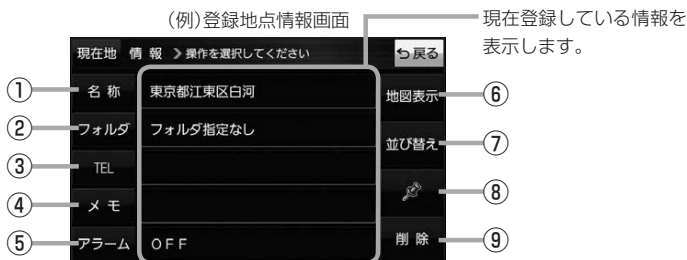 (例)登録地点情報画面
現在登録している情報を
表示します。
現在地 情 報 ＞操作を選択してください 戻る
① 名 称 東京都江東区白河 地図表示 ⑥
② フォルダ フォルダ指定なし 並び替え ⑦
③ TEL ⑧
④ メ モ
⑤ アラーム OFF 削 除 ⑨